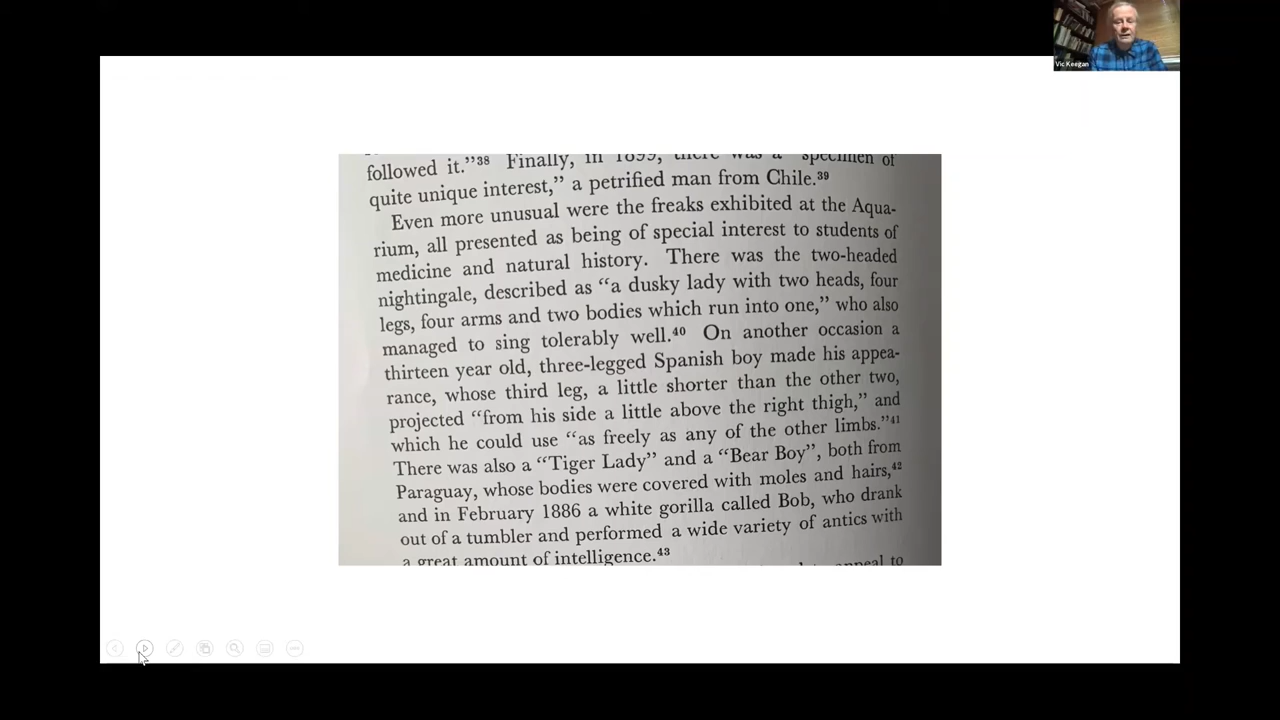 Vic Keegan
followed it."38 Finally, in 1899, there was a "specimen of
quite unique interest," a petrified man from Chile.39
Even more unusual were the freaks exhibited at the Aqua-
rium, all presented as being of special interest to students of
medicine and natural history. There was the two-headed
nightingale, described as "a dusky lady with two heads, four
legs, four arms and two bodies which run into one," who also
managed to sing tolerably well.40 On another occasion a
thirteen year old, three-legged Spanish boy made his appea-
rance, whose third leg, a little shorter than the other two,
projected "from his side a little above the right thigh," and
which he could use "as freely as any of the other limbs."41
There was also a "Tiger Lady" and a "Bear Boy", both from
Paraguay, whose bodies were covered with moles and hairs,42
and in February 1886 a white gorilla called Bob, who drank
out of a tumbler and performed a wide variety of antics with
a great amount of intelligence.43
appeal to